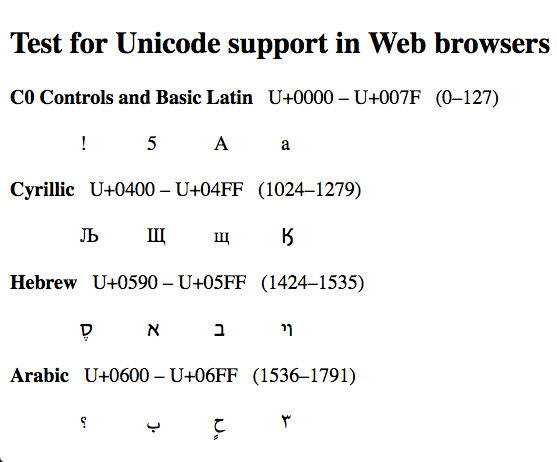 Test for Unicode support in Web browsers
C0 Controls and Basic Latin U+0000 – U+007F (0–127)
! 5 A a
Cyrillic U+0400 – U+04FF (1024–1279)
Љ Щ щ Ӄ
Hebrew U+0590 – U+05FF (1424–1535)
סֶ א ב װ
Arabic U+0600 – U+06FF (1536–1791)
؟ ب حٍ ٣